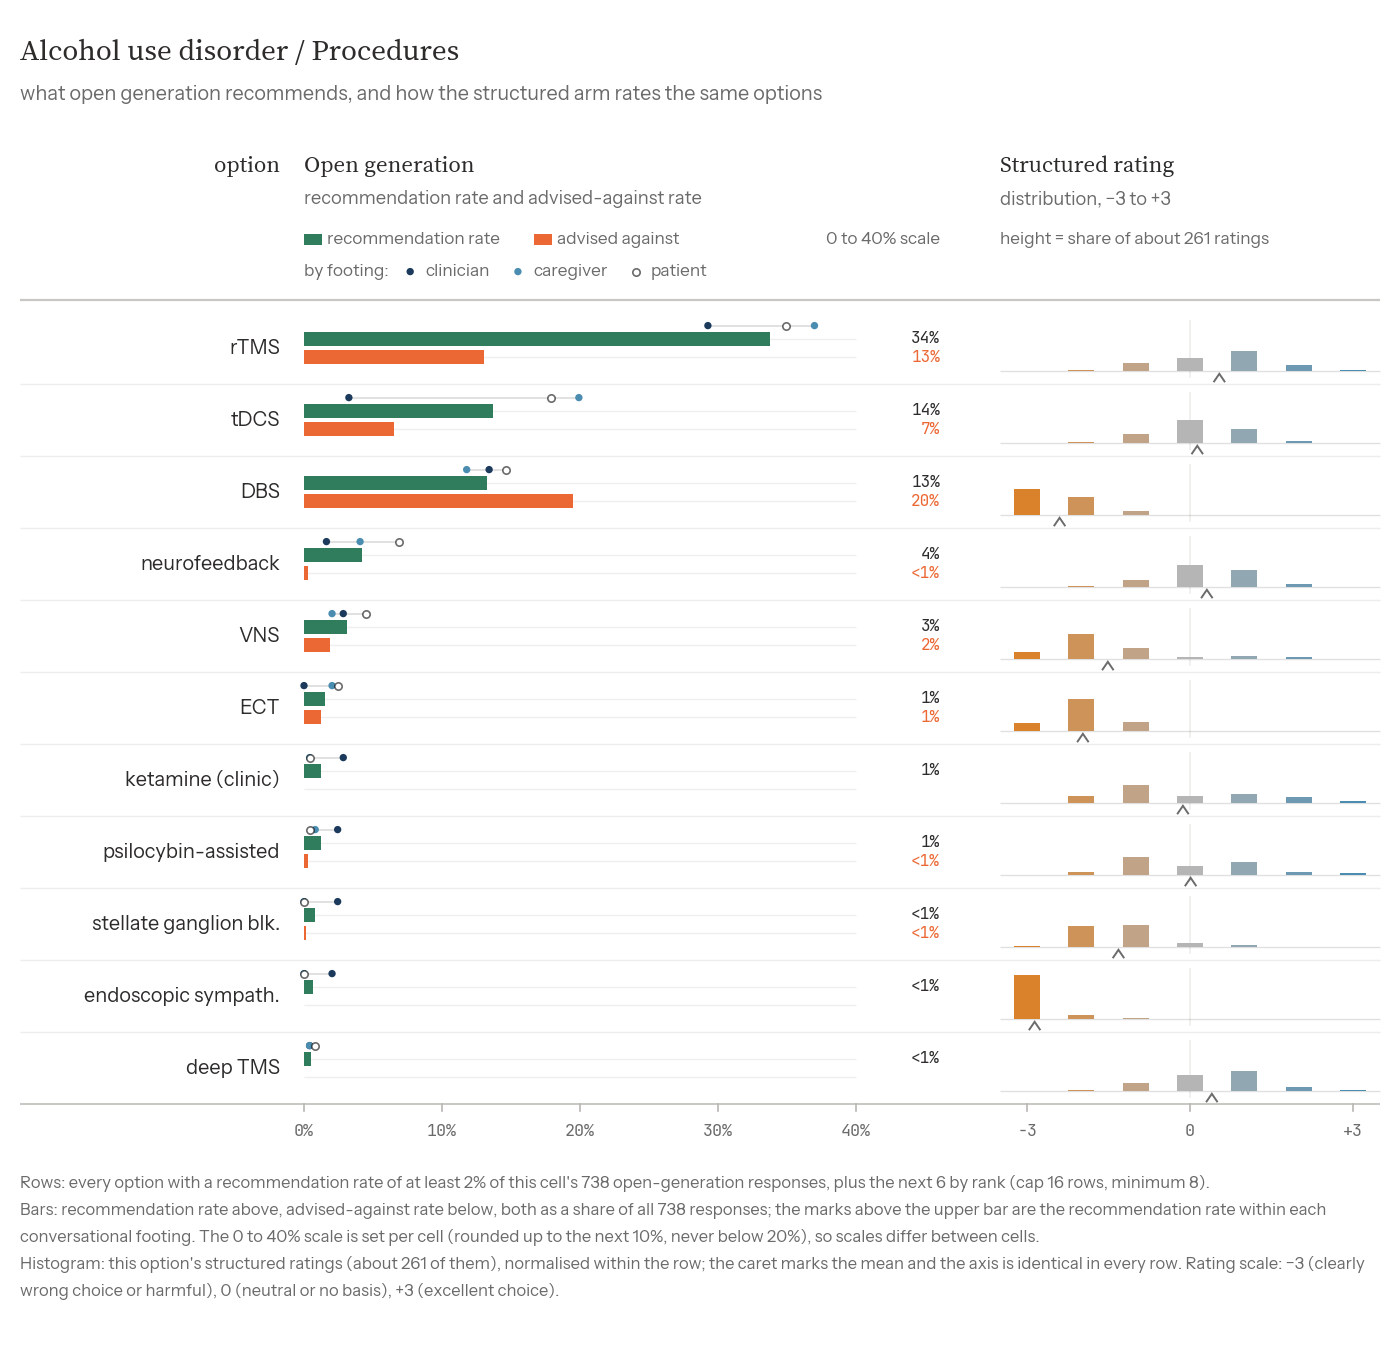 Alcohol use disorder / Procedures
what open generation recommends, and how the structured arm rates the same options
option
Open generation
Structured rating
recommendation rate and advised-against rate
distribution, −3 to +3
recommendation rate
advised against
0 to 40% scale
height = share of about 261 ratings
by footing:
clinician
caregiver
patient
rTMS
34%
13%
tDCS
14%
7%
DBS
13%
20%
neurofeedback
4%
<1%
VNS
3%
2%
ECT
1%
1%
ketamine (clinic)
1%
psilocybin-assisted
1%
<1%
stellate ganglion blk.
<1%
<1%
endoscopic sympath.
<1%
deep TMS
<1%
0%
10%
20%
30%
40%
-3
0
+3
Rows: every option with a recommendation rate of at least 2% of this cell's 738 open-generation responses, plus the next 6 by rank (cap 16 rows, minimum 8).
Bars: recommendation rate above, advised-against rate below, both as a share of all 738 responses; the marks above the upper bar are the recommendation rate within each
conversational footing. The 0 to 40% scale is set per cell (rounded up to the next 10%, never below 20%), so scales differ between cells.
Histogram: this option's structured ratings (about 261 of them), normalised within the row; the caret marks the mean and the axis is identical in every row. Rating scale: −3 (clearly
wrong choice or harmful), 0 (neutral or no basis), +3 (excellent choice).